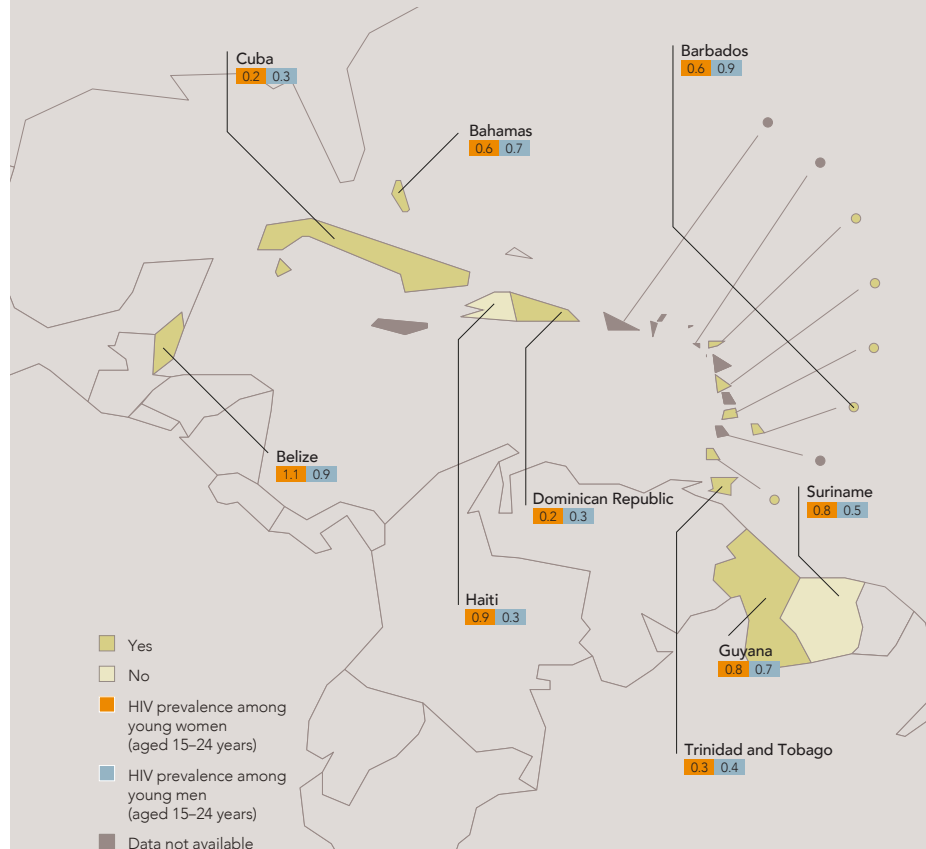 Cuba
0.2 0.3
Barbados
0.6 0.9
Bahamas
0.6 0.7
Belize
1.1 0.9
Dominican Republic
0.2 0.3
Suriname
0.8 0.5
Haiti
0.9 0.3
Guyana
0.8 0.7
Trinidad and Tobago
0.3 0.4
Yes
No
HIV prevalence among
young women
(aged 15–24 years)
HIV prevalence among
young men
(aged 15–24 years)
Data not available